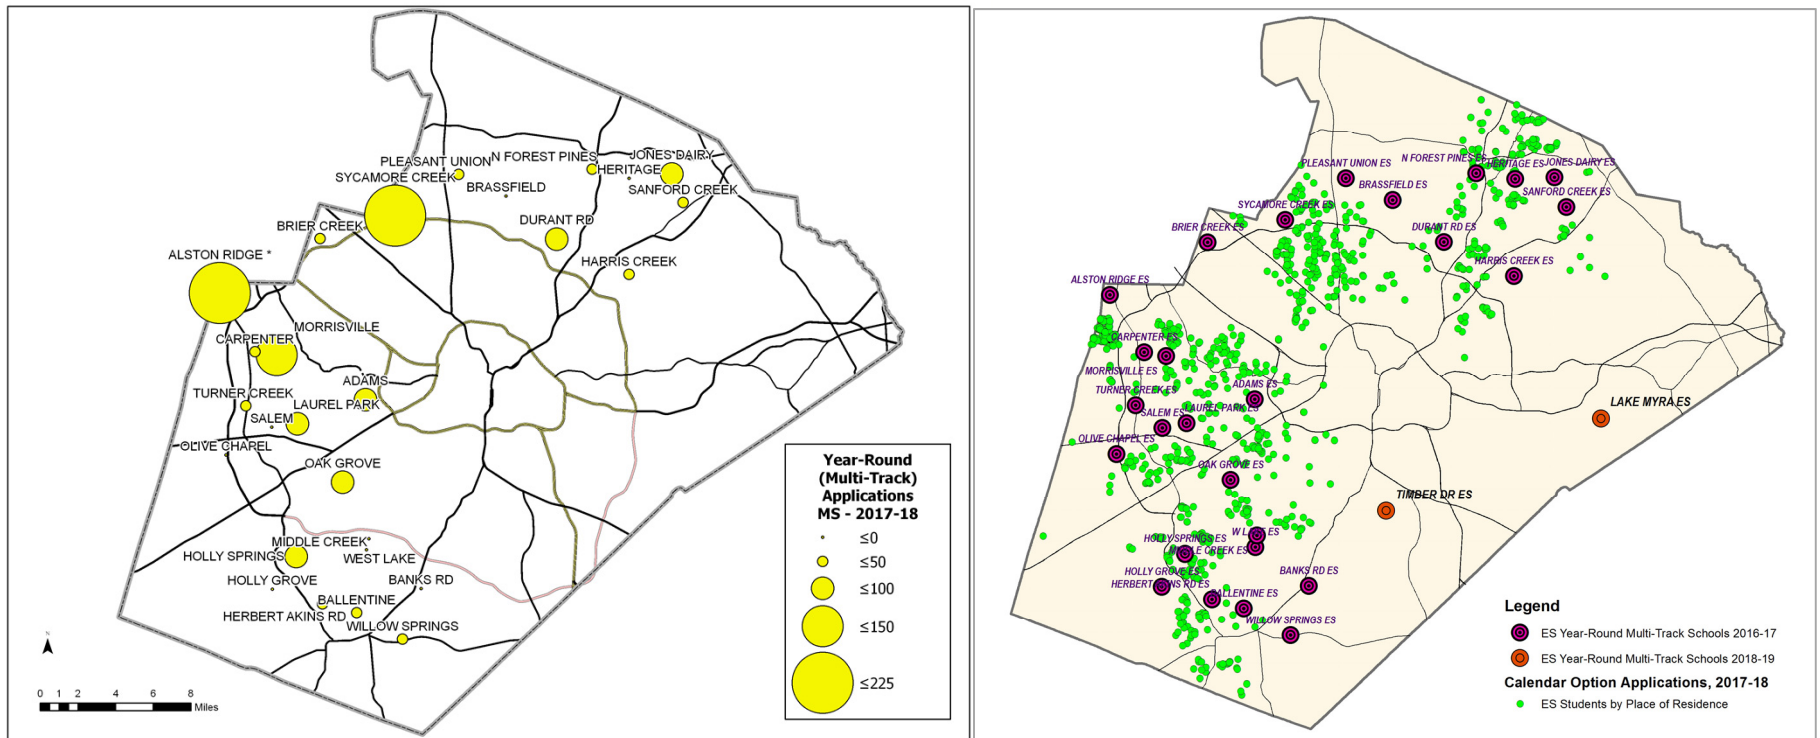 PLEASANT UNION
N FOREST PINES
JONES DAIRY
SYCAMORE CREEK
HERITAGE
BRASSFIELD
SANFORD CREEK
BRIER CREEK
DURANT RD
ALSTON RIDGE *
HARRIS CREEK
MORRISVILLE
CARPENTER
ADAMS
TURNER CREEK
LAUREL PARK
SALEM
OLIVE CHAPEL
OAK GROVE
MIDDLE CREEK
HOLLY SPRINGS
WEST LAKE
HOLLY GROVE
BANKS RD
BALLENTINE
HERBERT AKINS RD
WILLOW SPRINGS
N
0 1 2 4 6 8
Miles
Year-Round
(Multi-Track)
Applications
MS - 2017-18
≤0
≤50
≤100
≤150
≤225
N FOREST PINES ES
PLEASANT UNION ES
HERITAGE ES
JONES DAIRY ES
BRASSFIELD ES
SANFORD CREEK ES
SYCAMORE CREEK ES
BRIER CREEK ES
DURANT RD ES
HARRIS CREEK ES
ALSTON RIDGE ES
CARPENTER ES
MORRISVILLE ES
ADAMS ES
TURNER CREEK ES
LAUREL PARK ES
SALEM ES
LAKE MYRA ES
OLIVE CHAPEL ES
OAK GROVE ES
TIMBER DR ES
HOLLY SPRINGS ES
W LAKE ES
MIDDLE CREEK ES
HOLLY GROVE ES
BANKS RD ES
HERBERT AKINS RD ES
BALLENTINE ES
WILLOW SPRINGS ES
Legend
ES Year-Round Multi-Track Schools 2016-17
ES Year-Round Multi-Track Schools 2018-19
Calendar Option Applications, 2017-18
ES Students by Place of Residence